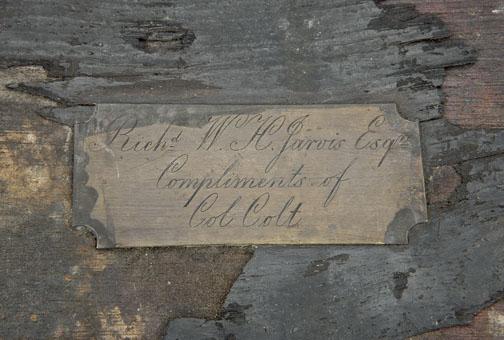 Richd W. H. Jarvis Esqr
Compliments of
Col Colt